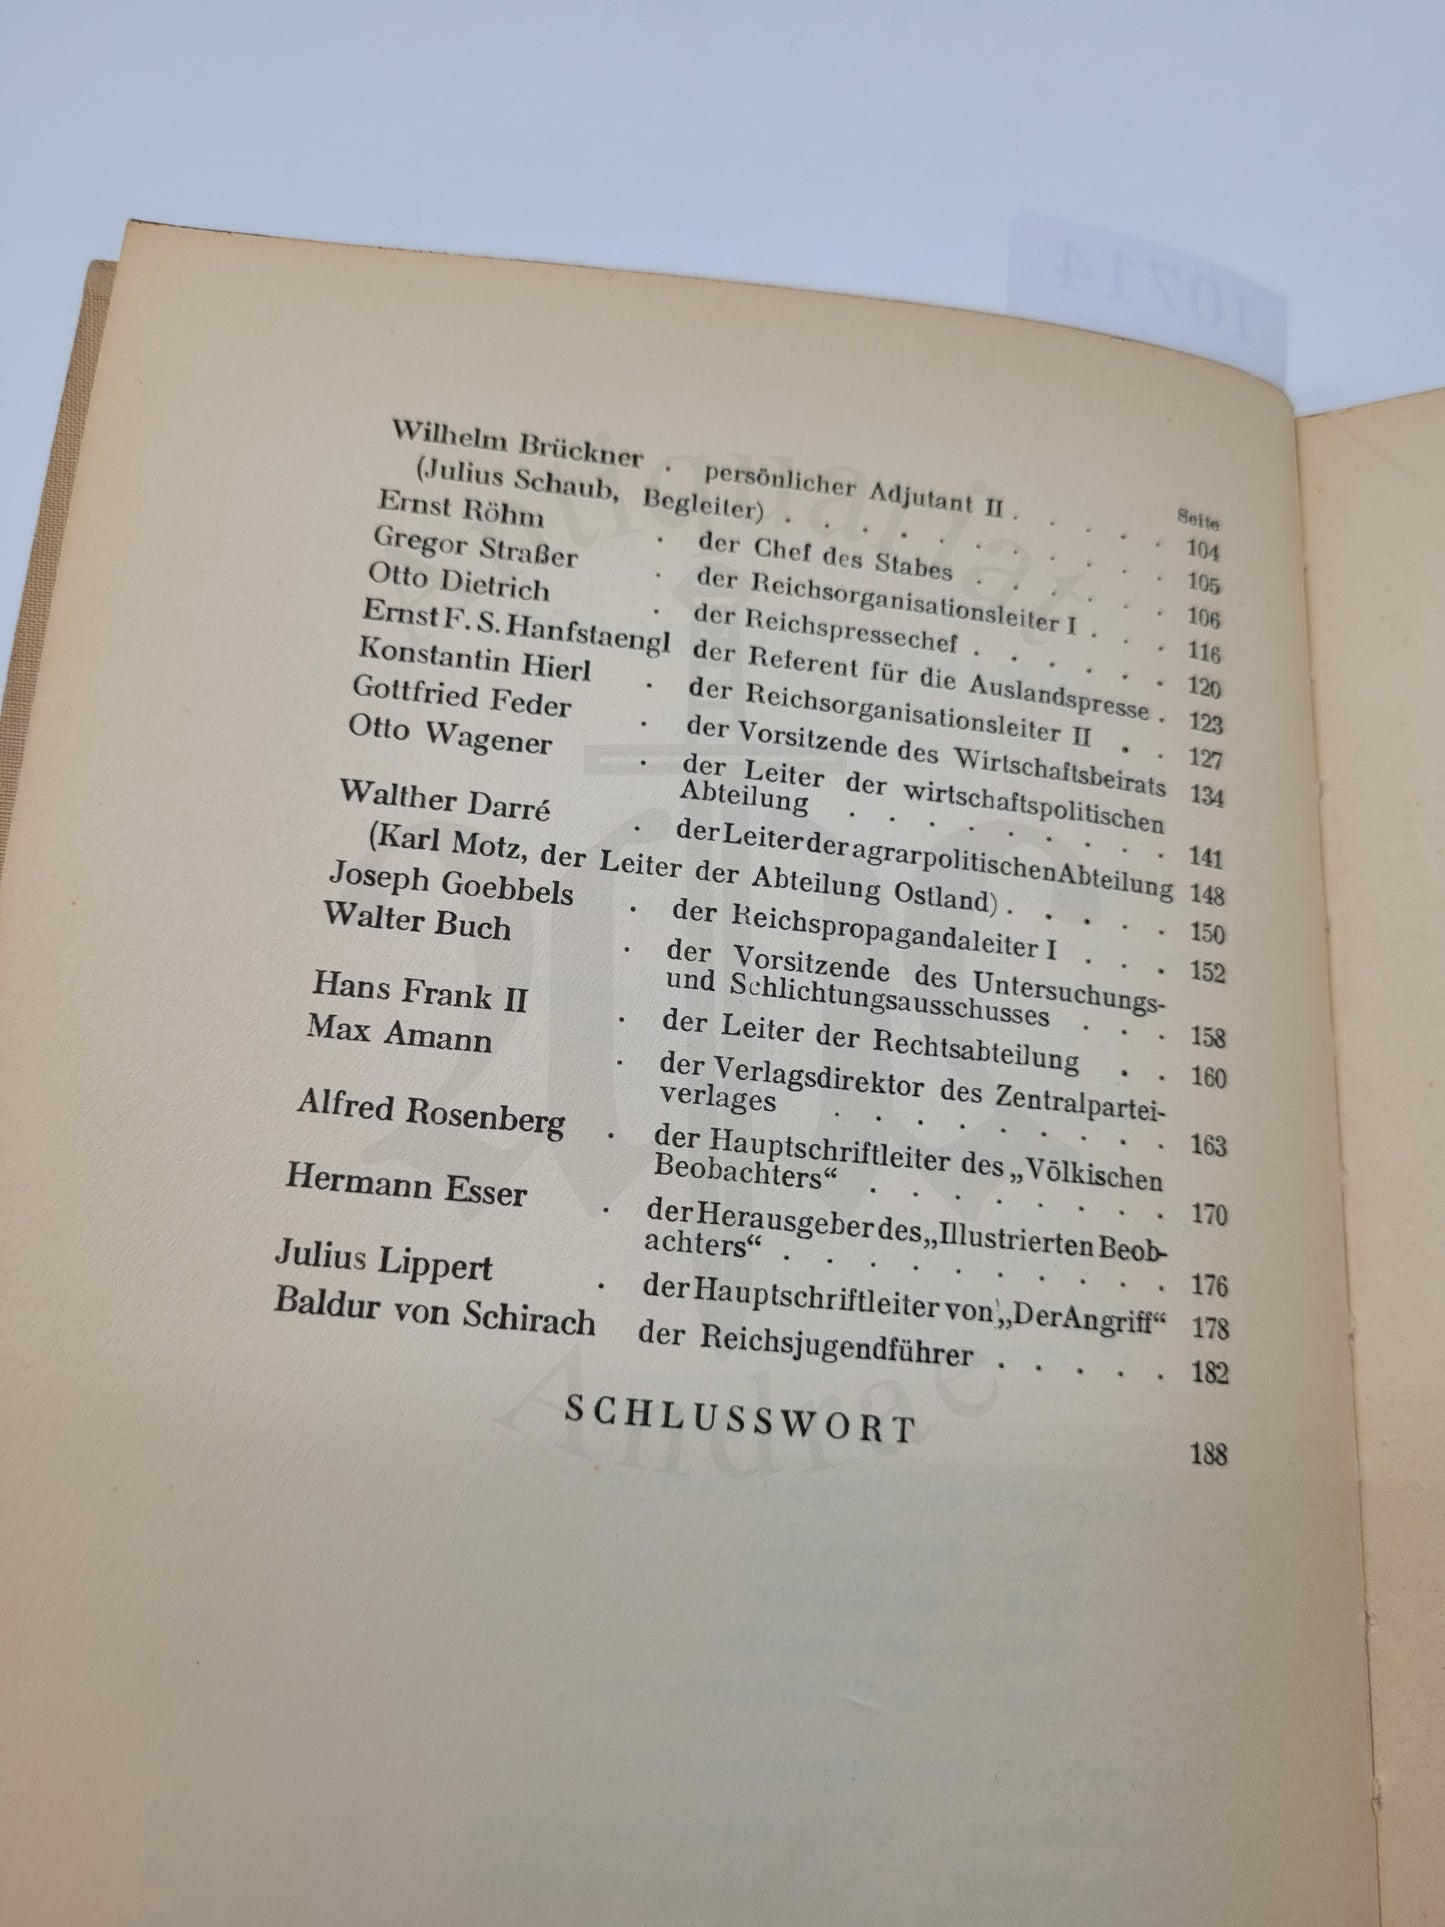 10714
Seite
Wilhelm Brückner . persönlicher Adjutant II . . . . . 104
(Julius Schaub, Begleiter) . . . . . . . . . . . 105
Ernst Röhm . der Chef des Stabes . . . . . . 106
Gregor Straßer . der Reichsorganisationsleiter I . . . 116
Otto Dietrich . der Reichspressechef . . . . . . 120
Ernst F. S. Hanfstaengl der Referent für die Auslandspresse . 123
Konstantin Hierl . der Reichsorganisationsleiter II . . 127
Gottfried Feder . der Vorsitzende des Wirtschaftsbeirats 134
Otto Wagener . der Leiter der wirtschaftspolitischen
Abteilung . . . . . . . . . 141
Walther Darré . der Leiter der agrarpolitischen Abteilung 148
(Karl Motz, der Leiter der Abteilung Ostland) . . . . . 150
Joseph Goebbels . der Reichspropagandaleiter I . . . 152
Walter Buch . der Vorsitzende des Untersuchungs-
und Schlichtungsausschusses . . . 158
Hans Frank II . der Leiter der Rechtsabteilung . . 160
Max Amann . der Verlagsdirektor des Zentralpartei-
verlages . . . . . . . . . 163
Alfred Rosenberg . der Hauptschriftleiter des „Völkischen
Beobachters“ . . . . . . . . 170
Hermann Esser . der Herausgeber des „Illustrierten Beob-
achters“ . . . . . . . . . . 176
Julius Lippert . der Hauptschriftleiter von „Der Angriff“ 178
Baldur von Schirach der Reichsjugendführer . . . . . 182
SCHLUSSWORT 188
Antiquariat
Andrae